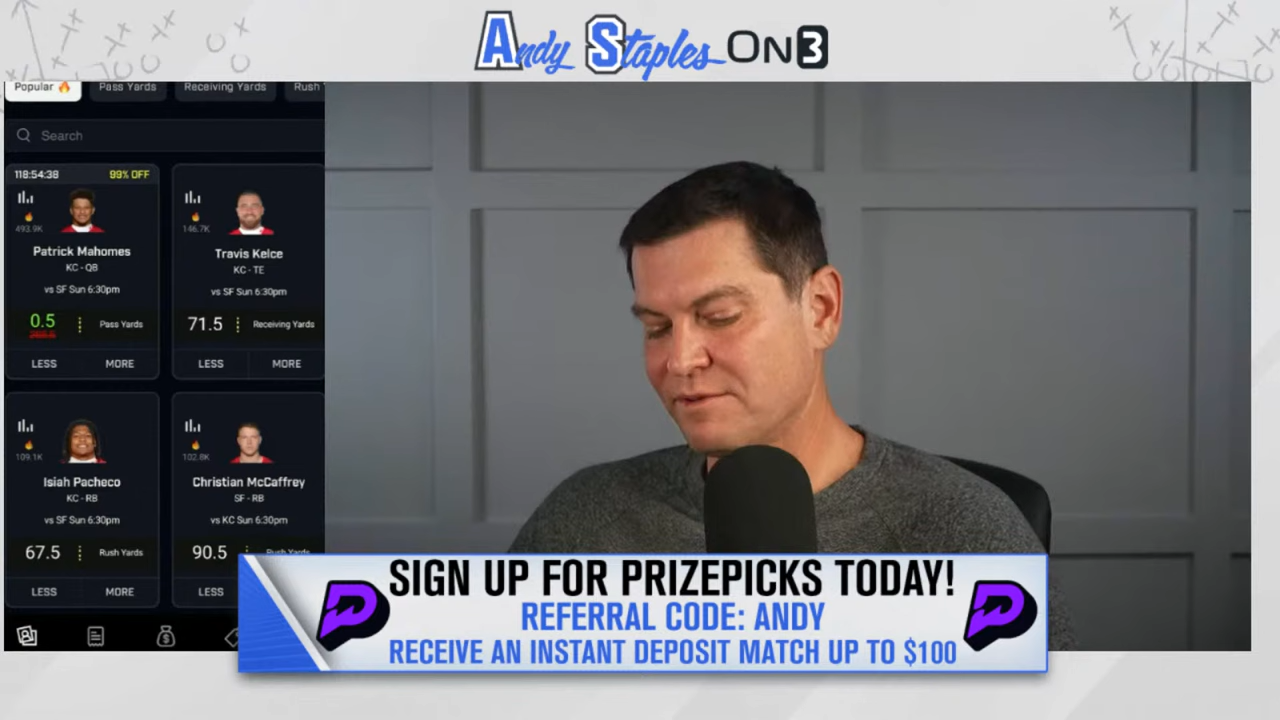 Andy Staples ON3
Popular Pass Yards Receiving Yards Rush
Search
118:54:38 99% OFF
493.9K
Patrick Mahomes
KC - QB
vs SF Sun 6:30pm
0.5 Pass Yards
LESS MORE
146.7K
Travis Kelce
KC - TE
vs SF Sun 6:30pm
71.5 Receiving Yards
LESS MORE
109.1K
Isiah Pacheco
KC - RB
vs SF Sun 6:30pm
67.5 Rush Yards
LESS MORE
102.8K
Christian McCaffrey
SF - RB
vs KC Sun 6:30pm
90.5 Rush Yards
LESS
SIGN UP FOR PRIZEPICKS TODAY!
REFERRAL CODE: ANDY
RECEIVE AN INSTANT DEPOSIT MATCH UP TO $100